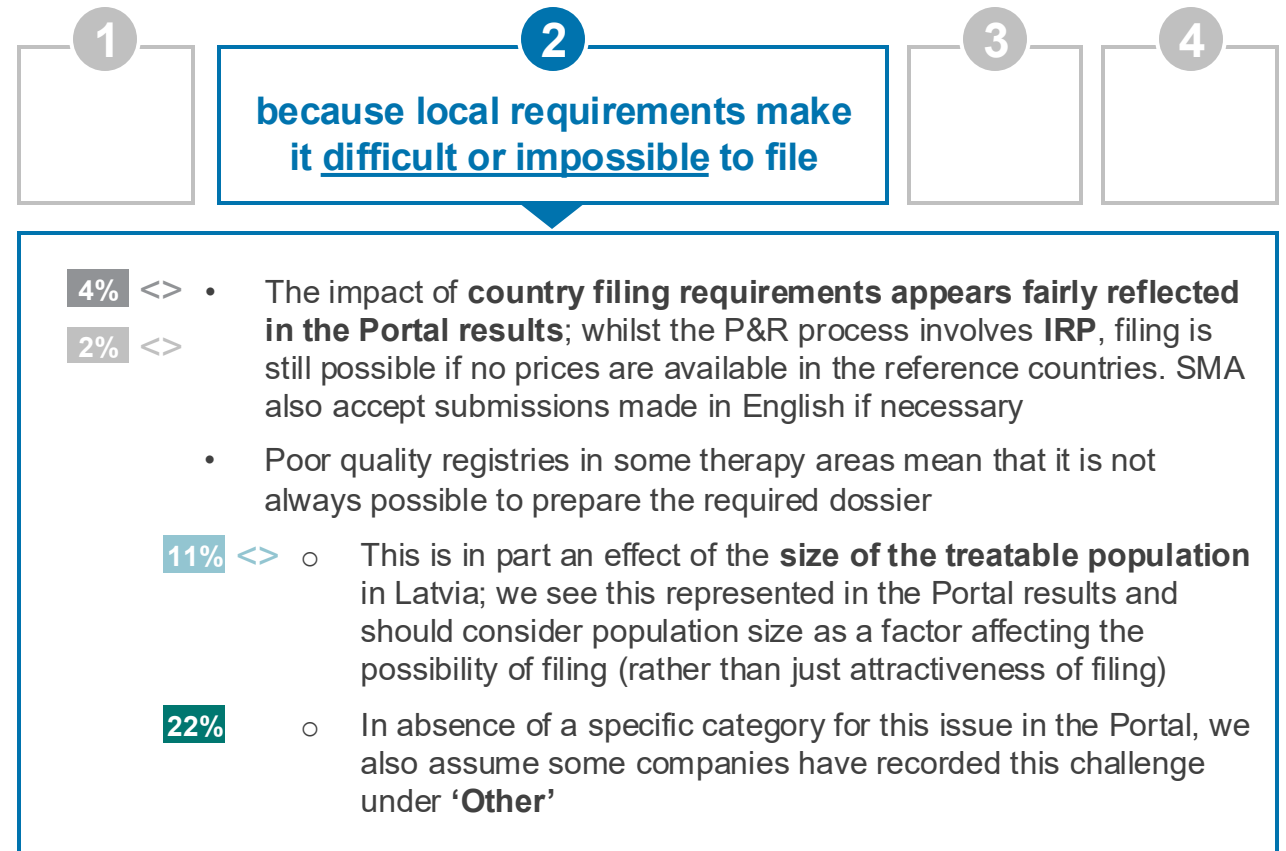 1
2
3
4
because local requirements make
it difficult or impossible to file
4% <> • The impact of country filing requirements appears fairly reflected
2% <> in the Portal results; whilst the P&R process involves IRP, filing is
still possible if no prices are available in the reference countries. SMA
also accept submissions made in English if necessary
• Poor quality registries in some therapy areas mean that it is not
always possible to prepare the required dossier
11% <> o This is in part an effect of the size of the treatable population
in Latvia; we see this represented in the Portal results and
should consider population size as a factor affecting the
possibility of filing (rather than just attractiveness of filing)
22% o In absence of a specific category for this issue in the Portal, we
also assume some companies have recorded this challenge
under ‘Other’